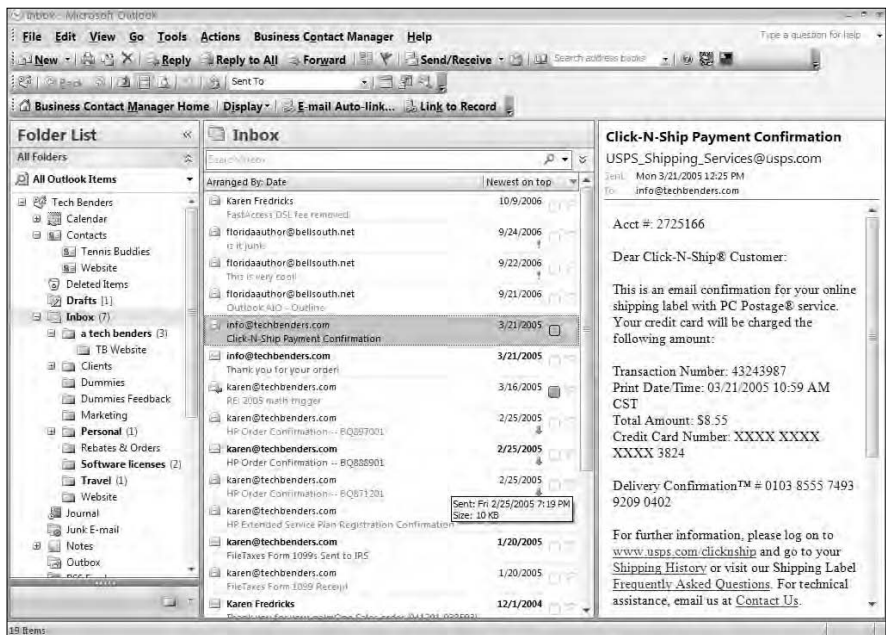 Inbox - Microsoft Outlook
File Edit View Go Tools Actions Business Contact Manager Help
Type a question for help
New Reply Reply to All Forward Send/Receive Search address books
Back Sent To
Business Contact Manager Home Display E-mail Auto-link... Link to Record
Folder List
All Folders
All Outlook Items
Tech Benders
Calendar
Contacts
Tennis Buddies
Website
Deleted Items
Drafts [1]
Inbox (7)
a tech benders (3)
TB Website
Clients
Dummies
Dummies Feedback
Marketing
Personal (1)
Rebates & Orders
Software licenses (2)
Travel (1)
Website
Journal
Junk E-mail
Notes
Outbox
Inbox
Search Inbox
Arranged By: Date Newest on top
Karen Fredricks 10/9/2006
FastAccess DSL Fee removed
floridaauthor@bellsouth.net 9/24/2006
is it junk
floridaauthor@bellsouth.net 9/22/2006
This is very cool
floridaauthor@bellsouth.net 9/21/2006
Outlook AIO - Outline
info@techbenders.com 3/21/2005
Click-N-Ship Payment Confirmation
info@techbenders.com 3/21/2005
Thank you for your order!
karen@techbenders.com 3/16/2005
RE: 2005 math trigger
karen@techbenders.com 2/25/2005
HP Order Confirmation -- BQ897001
karen@techbenders.com 2/25/2005
HP Order Confirmation -- BQ888901
karen@techbenders.com 2/25/2005
HP Order Confirmation -- BQ871201
Sent: Fri 2/25/2005 7:19 PM
Size: 10 KB
karen@techbenders.com
HP Extended Service Plan Registration Confirmation
karen@techbenders.com 1/20/2005
FileTaxes Form 1099s Sent to IRS
karen@techbenders.com 1/20/2005
FileTaxes Form 1099 Receipt
Karen Fredricks 12/1/2004
Click-N-Ship Payment Confirmation
USPS_Shipping_Services@usps.com
Sent: Mon 3/21/2005 12:25 PM
To: info@techbenders.com
Acct #: 2725166
Dear Click-N-Ship® Customer:
This is an email confirmation for your online
shipping label with PC Postage® service.
Your credit card will be charged the
following amount:
Transaction Number: 43243987
Print Date/Time: 03/21/2005 10:59 AM
CST
Total Amount: $8.55
Credit Card Number: XXXX XXXX
XXXX 3824
Delivery Confirmation™ # 0103 8555 7493
9209 0402
For further information, please log on to
www.usps.com/clicknship and go to your
Shipping History or visit our Shipping Label
Frequently Asked Questions. For technical
assistance, email us at Contact Us.
19 Items